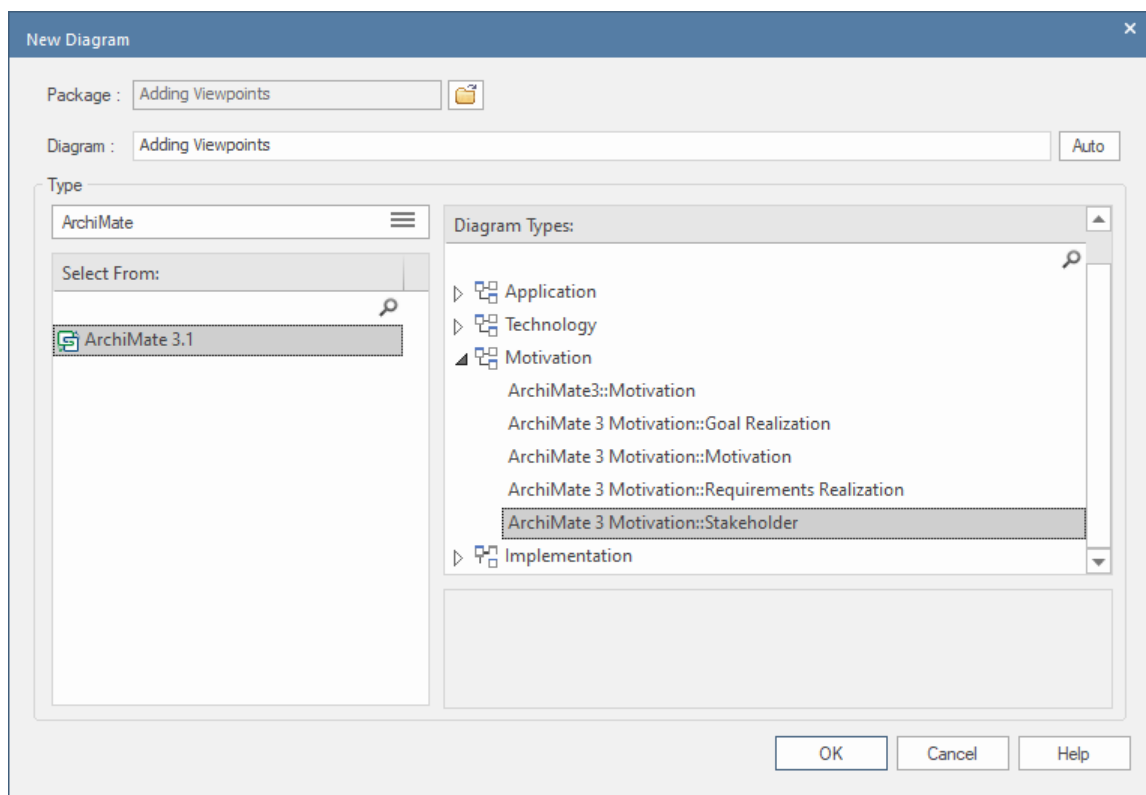 New Diagram
Package : Adding Viewpoints
Diagram : Adding Viewpoints Auto
Type
ArchiMate
Select From:
ArchiMate 3.1
Diagram Types:
Application
Technology
Motivation
ArchiMate3::Motivation
ArchiMate 3 Motivation::Goal Realization
ArchiMate 3 Motivation::Motivation
ArchiMate 3 Motivation::Requirements Realization
ArchiMate 3 Motivation::Stakeholder
Implementation
OK Cancel Help